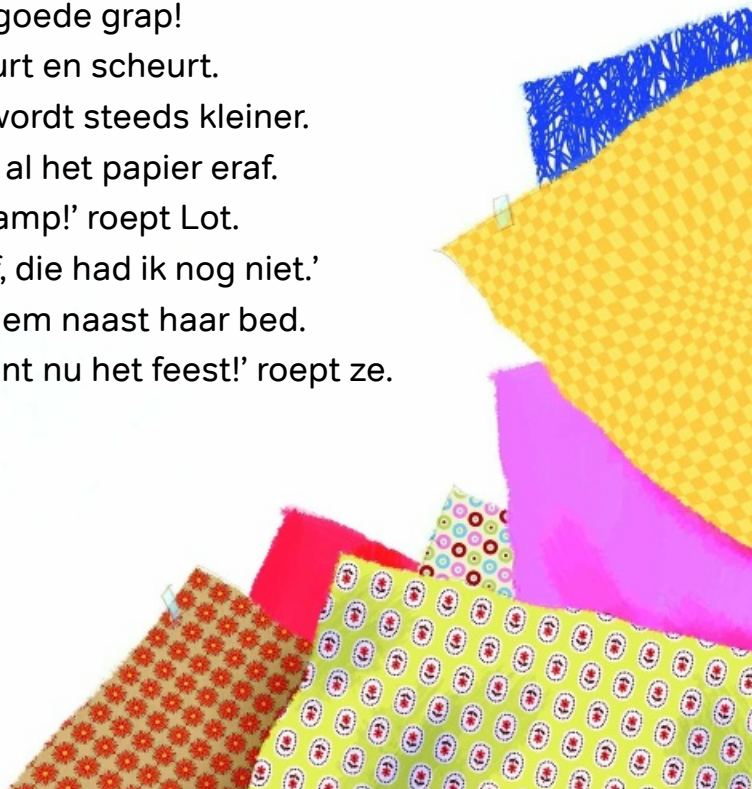 goede grap!
urt en scheurt.
wordt steeds kleiner.
al het papier eraf.
amp!’ roept Lot.
, die had ik nog niet.’
em naast haar bed.
nt nu het feest!’ roept ze.